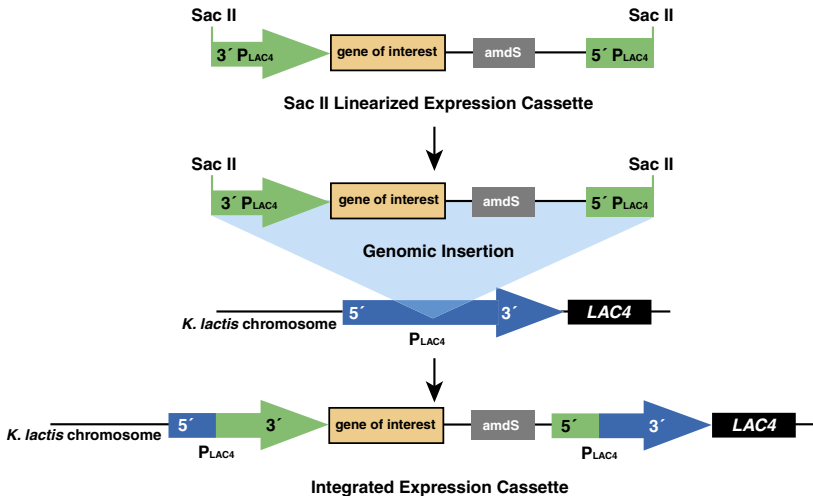 Sac II Sac II
3´ PLAC4 gene of interest amdS 5´ PLAC4
Sac II Linearized Expression Cassette
Sac II Sac II
3´ PLAC4 gene of interest amdS 5´ PLAC4
Genomic Insertion
5´ 3´ LAC4
K. lactis chromosome
PLAC4
5´ 3´ gene of interest amdS 5´ 3´ LAC4
K. lactis chromosome
PLAC4 PLAC4
Integrated Expression Cassette